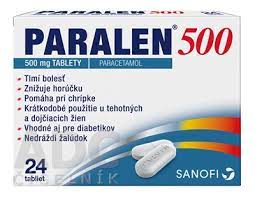 PARALEN® 500
500 mg TABLETY PARACETAMOL
Tlmí bolesť
Znižuje horúčku
Pomáha pri chrípke
Krátkodobé použitie u tehotných
a dojčiacich žien
Vhodné aj pre diabetikov
Nedráždi žalúdok
24
tabliet
SANOFI